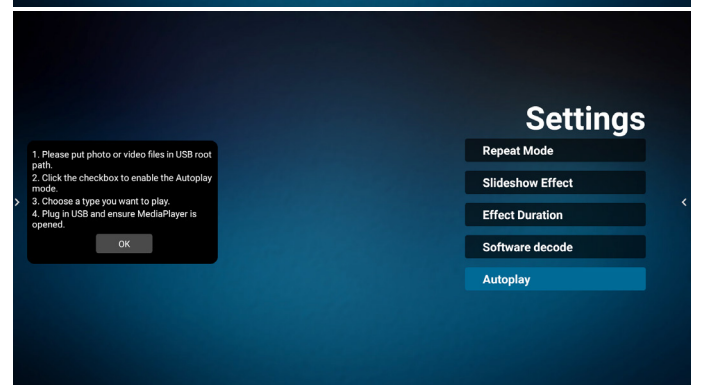 Settings
1. Please put photo or video files in USB root
path.
2. Click the checkbox to enable the Autoplay
mode.
3. Choose a type you want to play.
4. Plug in USB and ensure MediaPlayer is
opened.
OK
Repeat Mode
Slideshow Effect
Effect Duration
Software decode
Autoplay